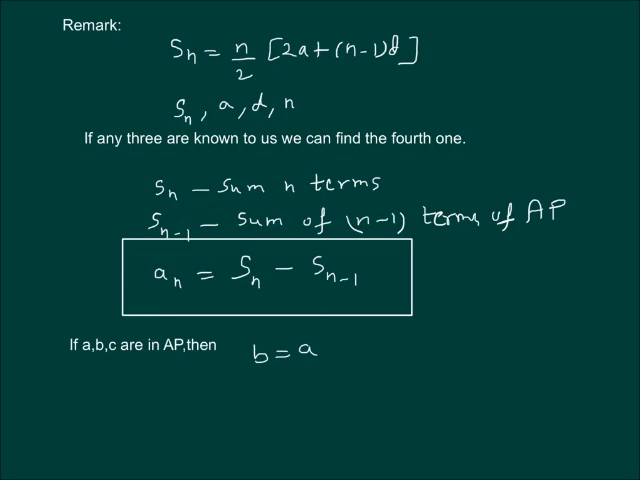 Remark:
Sₙ = n/2 [2a+(n-1)d]
Sₙ, a, d, n
If any three are known to us we can find the fourth one.
Sₙ – sum n terms
Sₙ₋₁ – sum of (n-1) terms of AP
aₙ = Sₙ – Sₙ₋₁
If a,b,c are in AP,then b = a